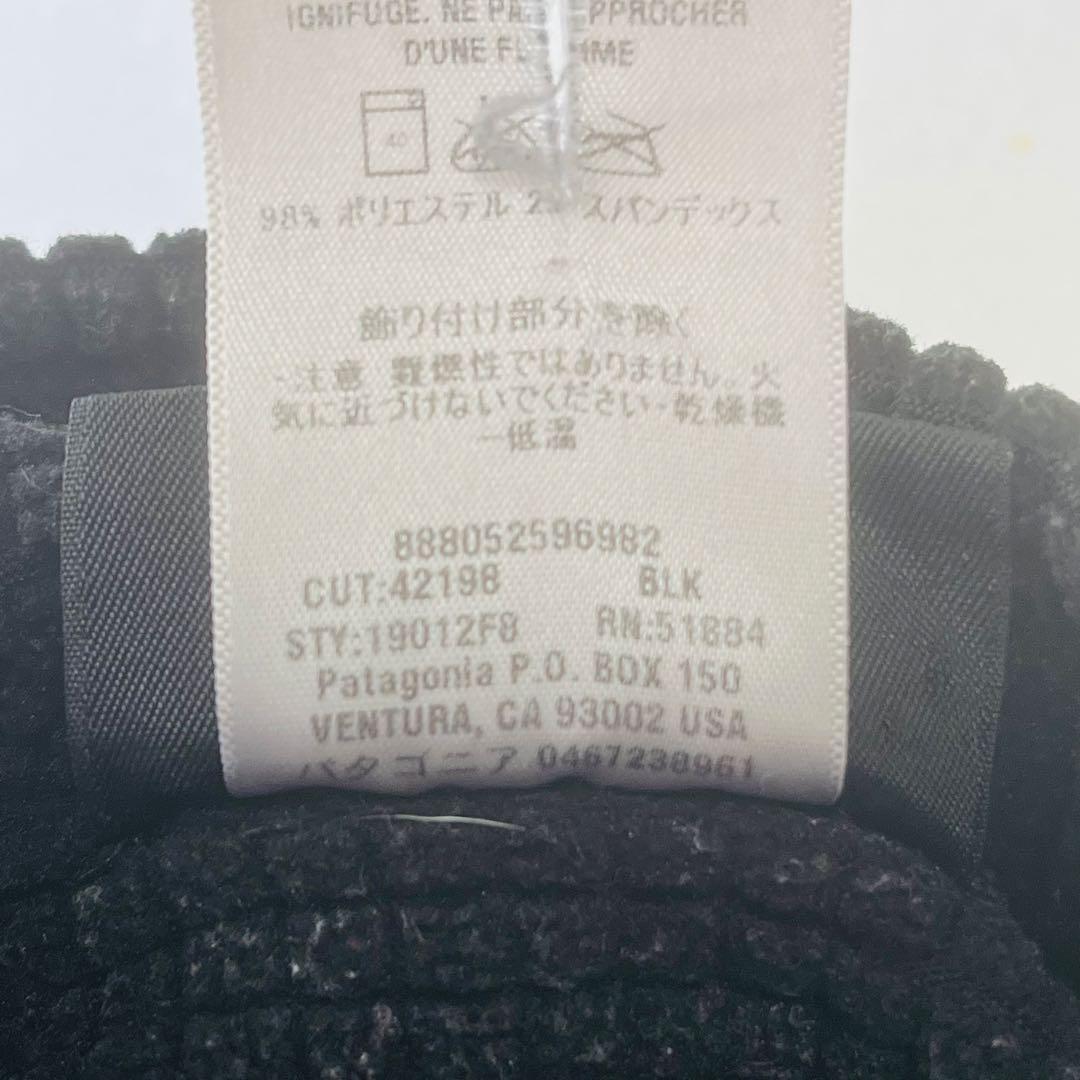 IGNIFUGE. NE PAS APPROCHER
D'UNE FLAMME
40
98% ポリエステル 2% スパンデックス
飾り付け部分を除く
-注意 難燃性ではありません。火
気に近づけないでください-乾燥機
-低温
888052596982
CUT:42198 BLK
STY:19012F8 RN:51884
Patagonia P.O. BOX 150
VENTURA, CA 93002 USA
パタゴニア 0467238961